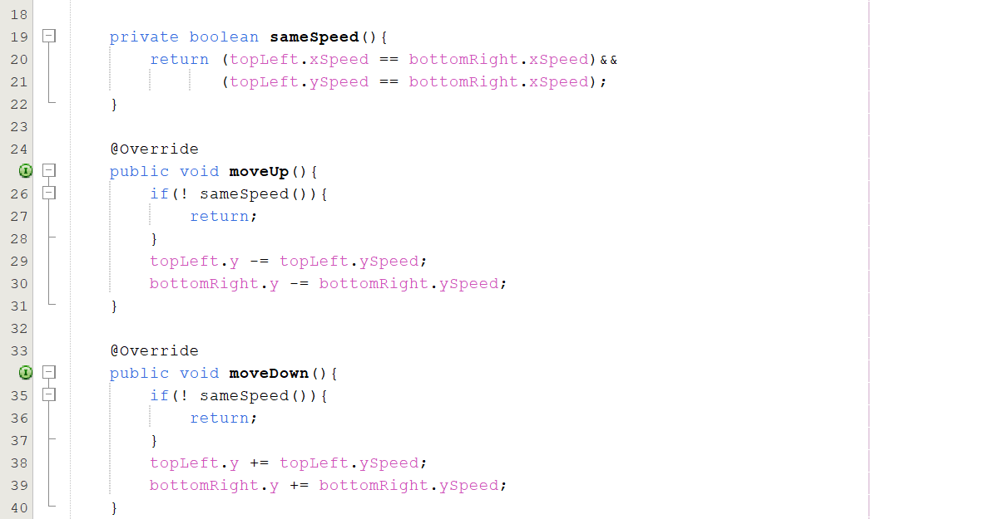 18
19 private boolean sameSpeed(){
20 return (topLeft.xSpeed == bottomRight.xSpeed)&&
21 (topLeft.ySpeed == bottomRight.xSpeed);
22 }
23
24 @Override
I public void moveUp(){
26 if(! sameSpeed()){
27 return;
28 }
29 topLeft.y -= topLeft.ySpeed;
30 bottomRight.y -= bottomRight.ySpeed;
31 }
32
33 @Override
I public void moveDown(){
35 if(! sameSpeed()){
36 return;
37 }
38 topLeft.y += topLeft.ySpeed;
39 bottomRight.y += bottomRight.ySpeed;
40 }